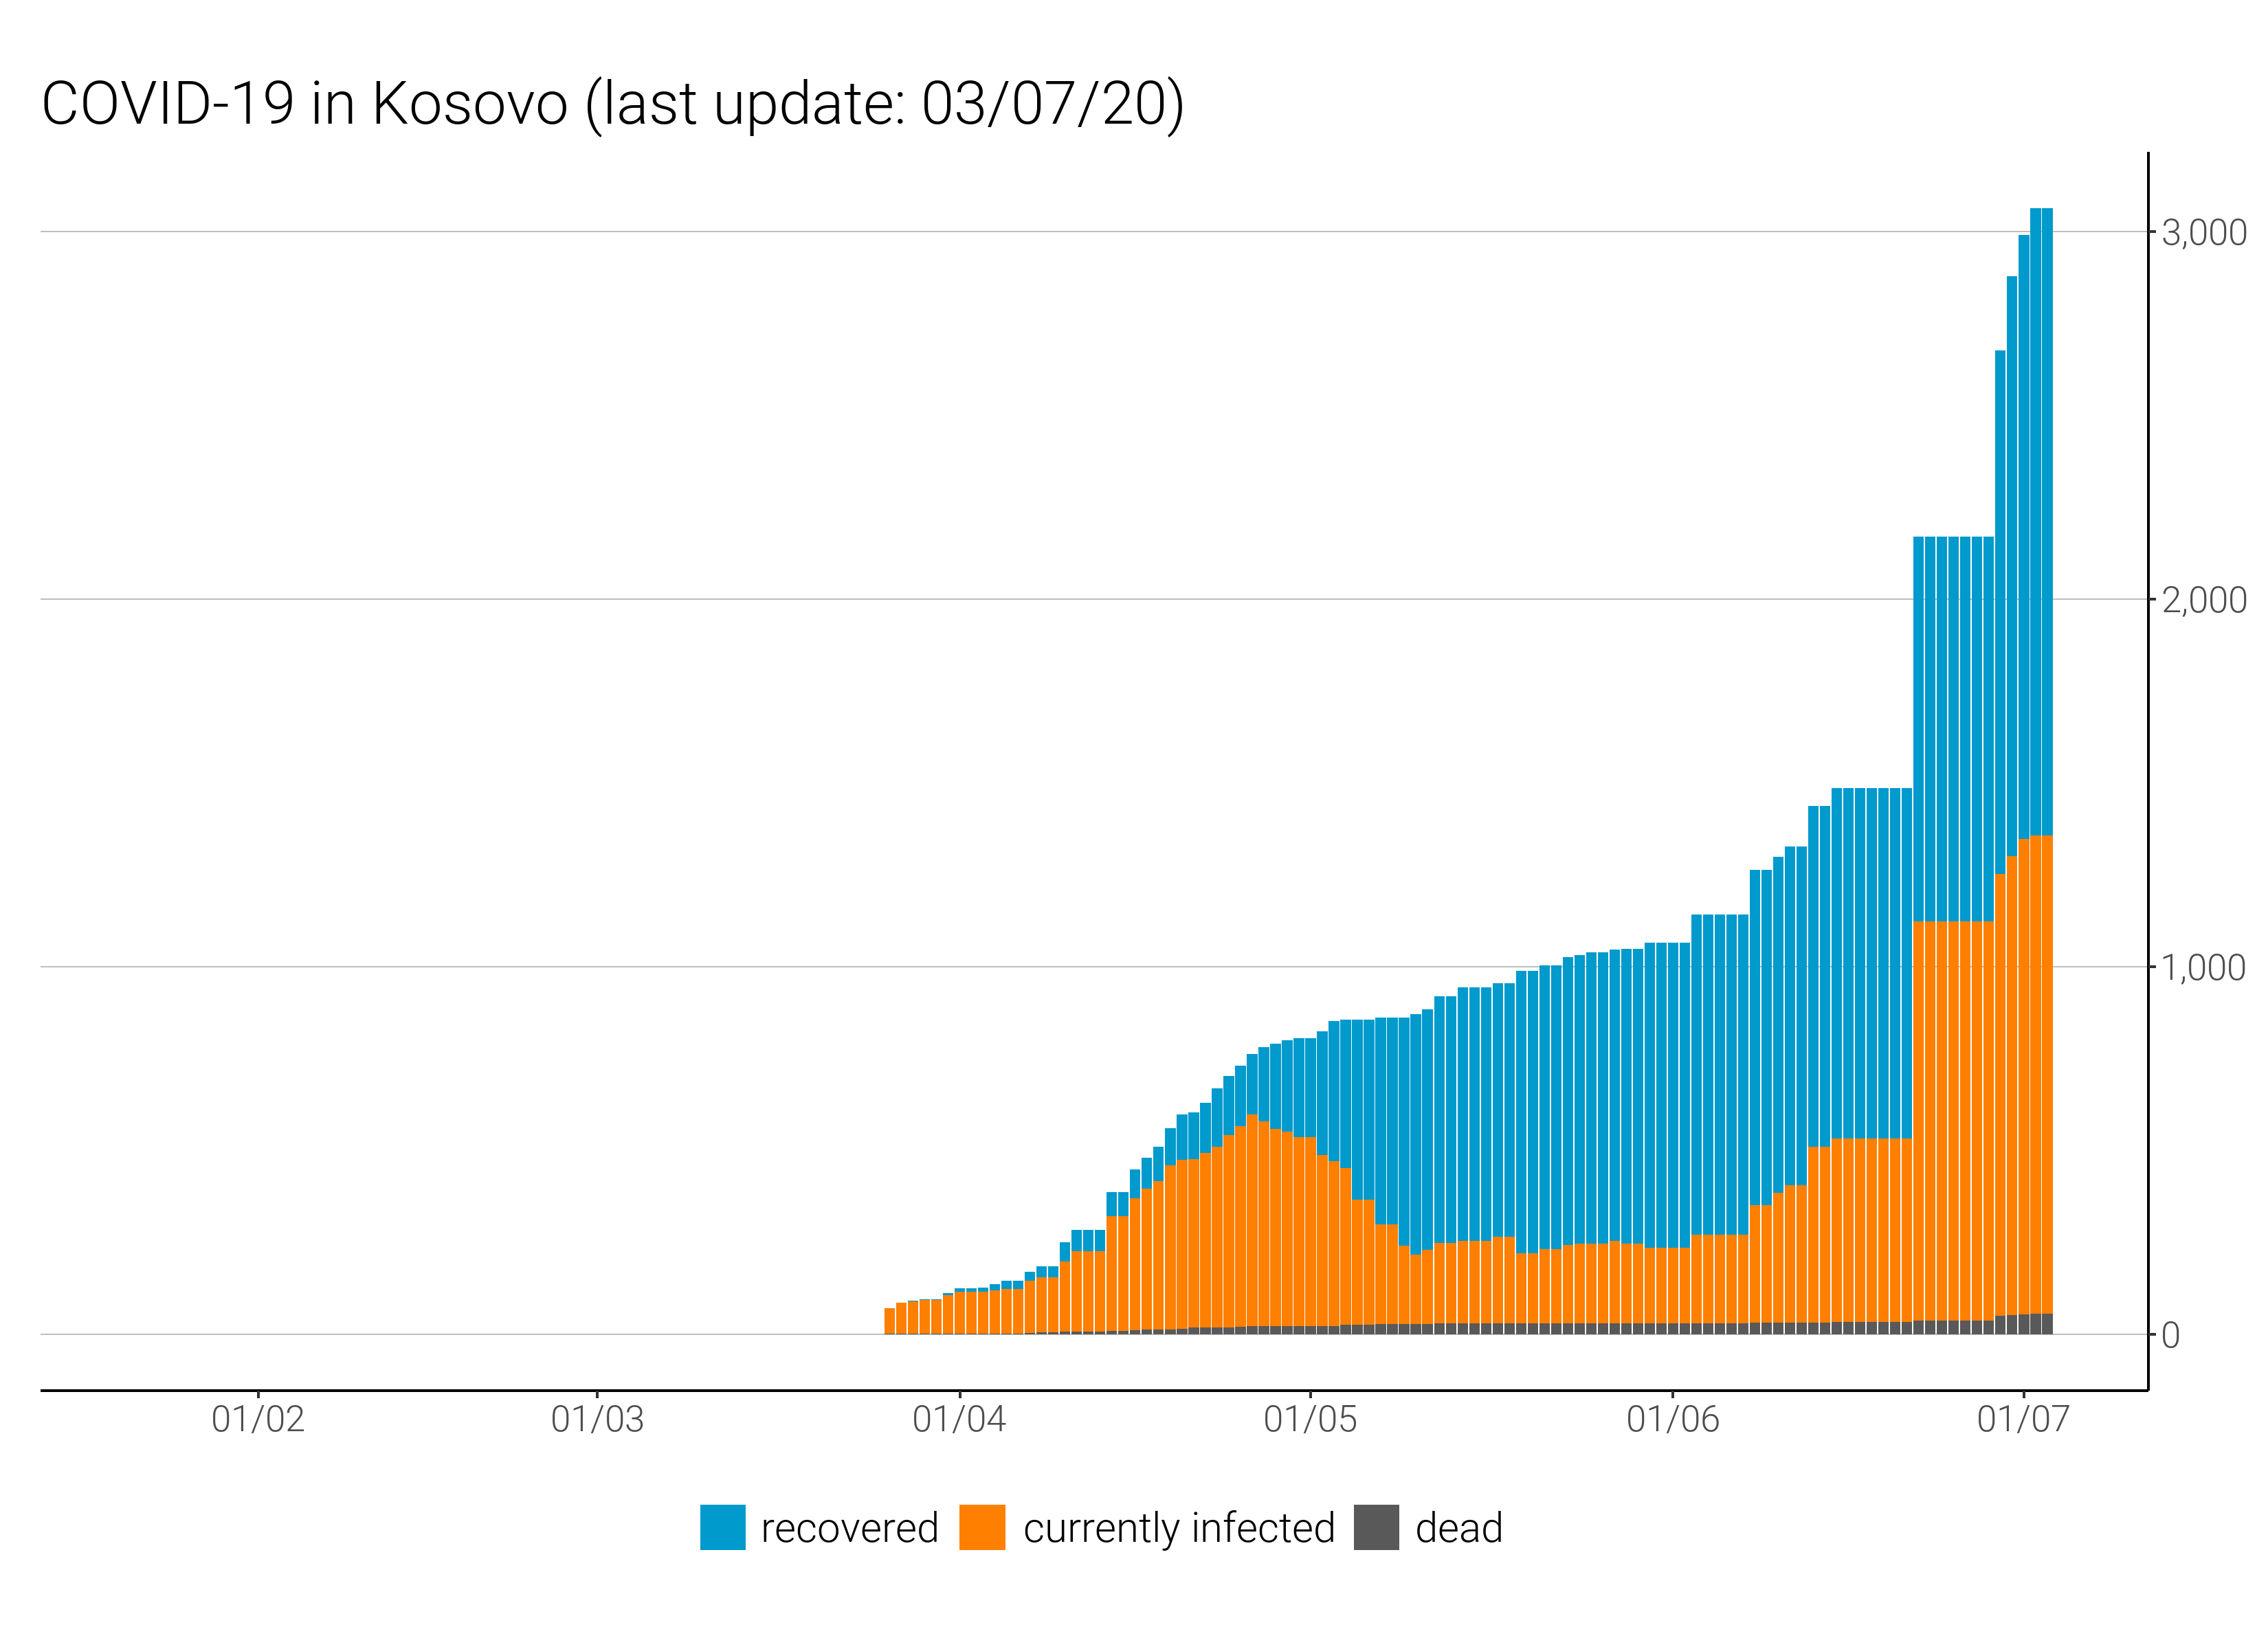 COVID-19 in Kosovo (last update: 03/07/20)
3,000
2,000
1,000
0
01/02 01/03 01/04 01/05 01/06 01/07
recovered currently infected dead